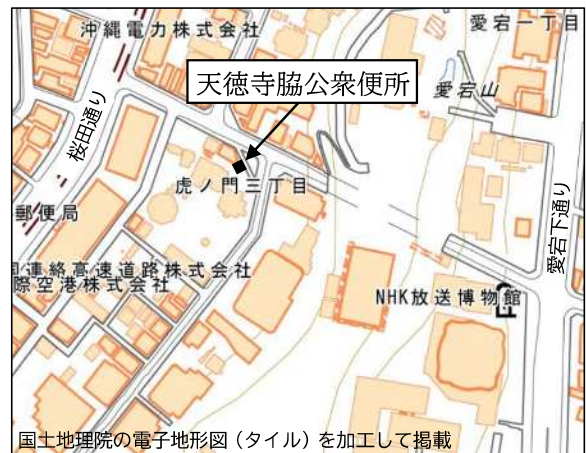 沖縄電力株式会社
愛宕一丁目
天徳寺脇公衆便所
愛宕山
桜田通り
虎ノ門三丁目
郵便局
愛宕下通り
連絡高速道路株式会社
際空港株式会社
NHK放送博物館
国土地理院の電子地形図（タイル）を加工して掲載